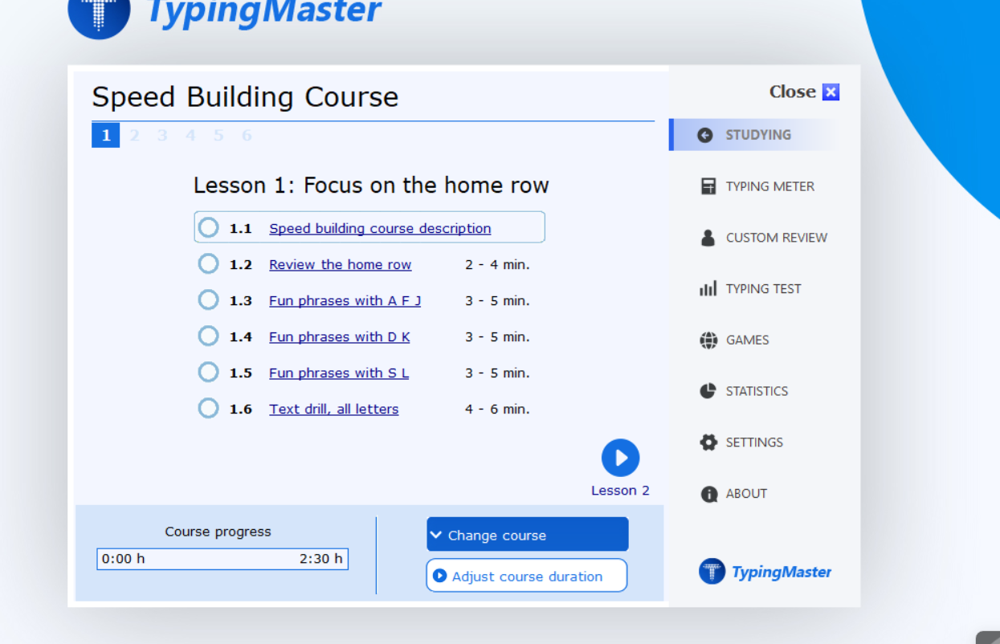 TypingMaster
Speed Building Course
1 2 3 4 5 6
Lesson 1: Focus on the home row
1.1 Speed building course description
1.2 Review the home row 2 - 4 min.
1.3 Fun phrases with A F J 3 - 5 min.
1.4 Fun phrases with D K 3 - 5 min.
1.5 Fun phrases with S L 3 - 5 min.
1.6 Text drill, all letters 4 - 6 min.
Lesson 2
Course progress
0:00 h 2:30 h
Change course
Adjust course duration
Close
STUDYING
TYPING METER
CUSTOM REVIEW
TYPING TEST
GAMES
STATISTICS
SETTINGS
ABOUT
TypingMaster